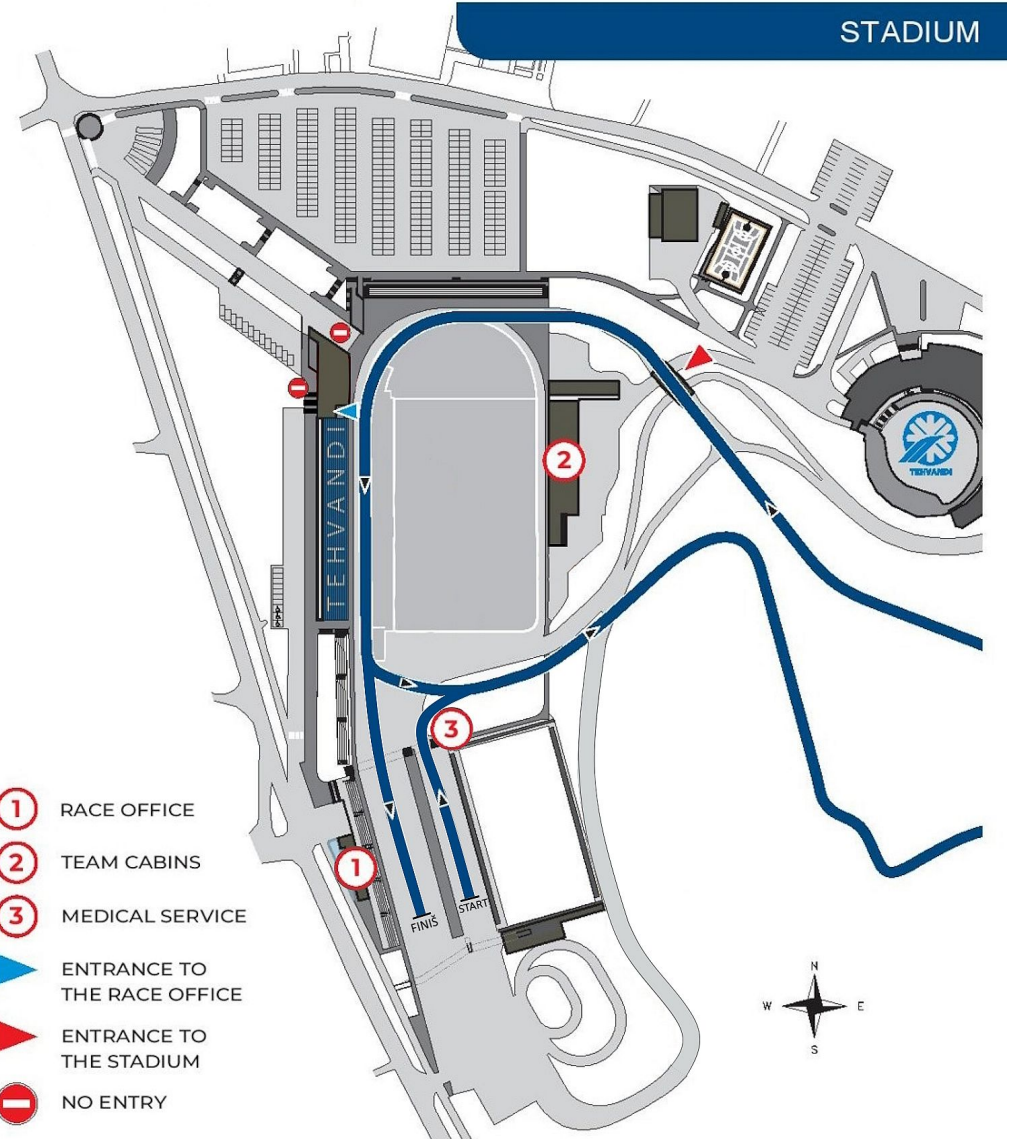 STADIUM
TEHVANDI
TEHVANDI
2
3
1
FINIŠ
START
1 RACE OFFICE
2 TEAM CABINS
3 MEDICAL SERVICE
ENTRANCE TO
THE RACE OFFICE
ENTRANCE TO
THE STADIUM
NO ENTRY
N
W E
S